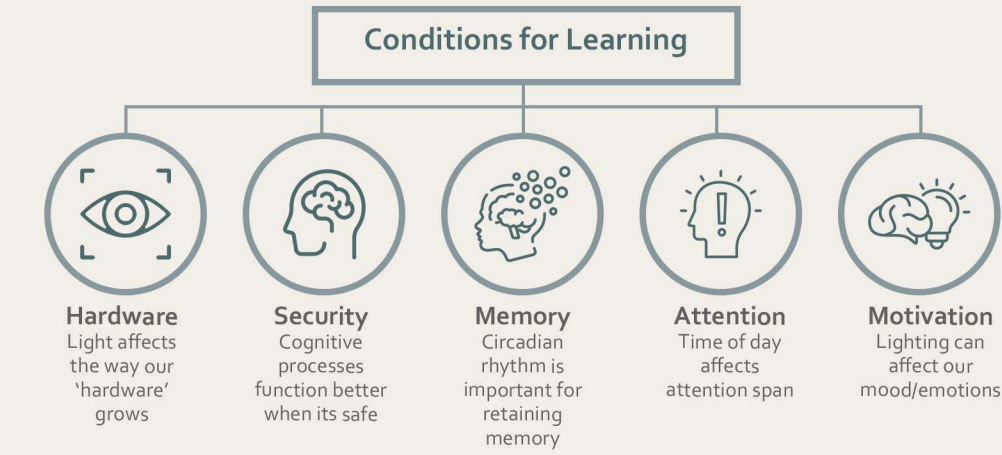 Conditions for Learning
Hardware
Light affects
the way our
‘hardware’
grows
Security
Cognitive
processes
function better
when its safe
Memory
Circadian
rhythm is
important for
retaining
memory
Attention
Time of day
affects
attention span
Motivation
Lighting can
affect our
mood/emotions